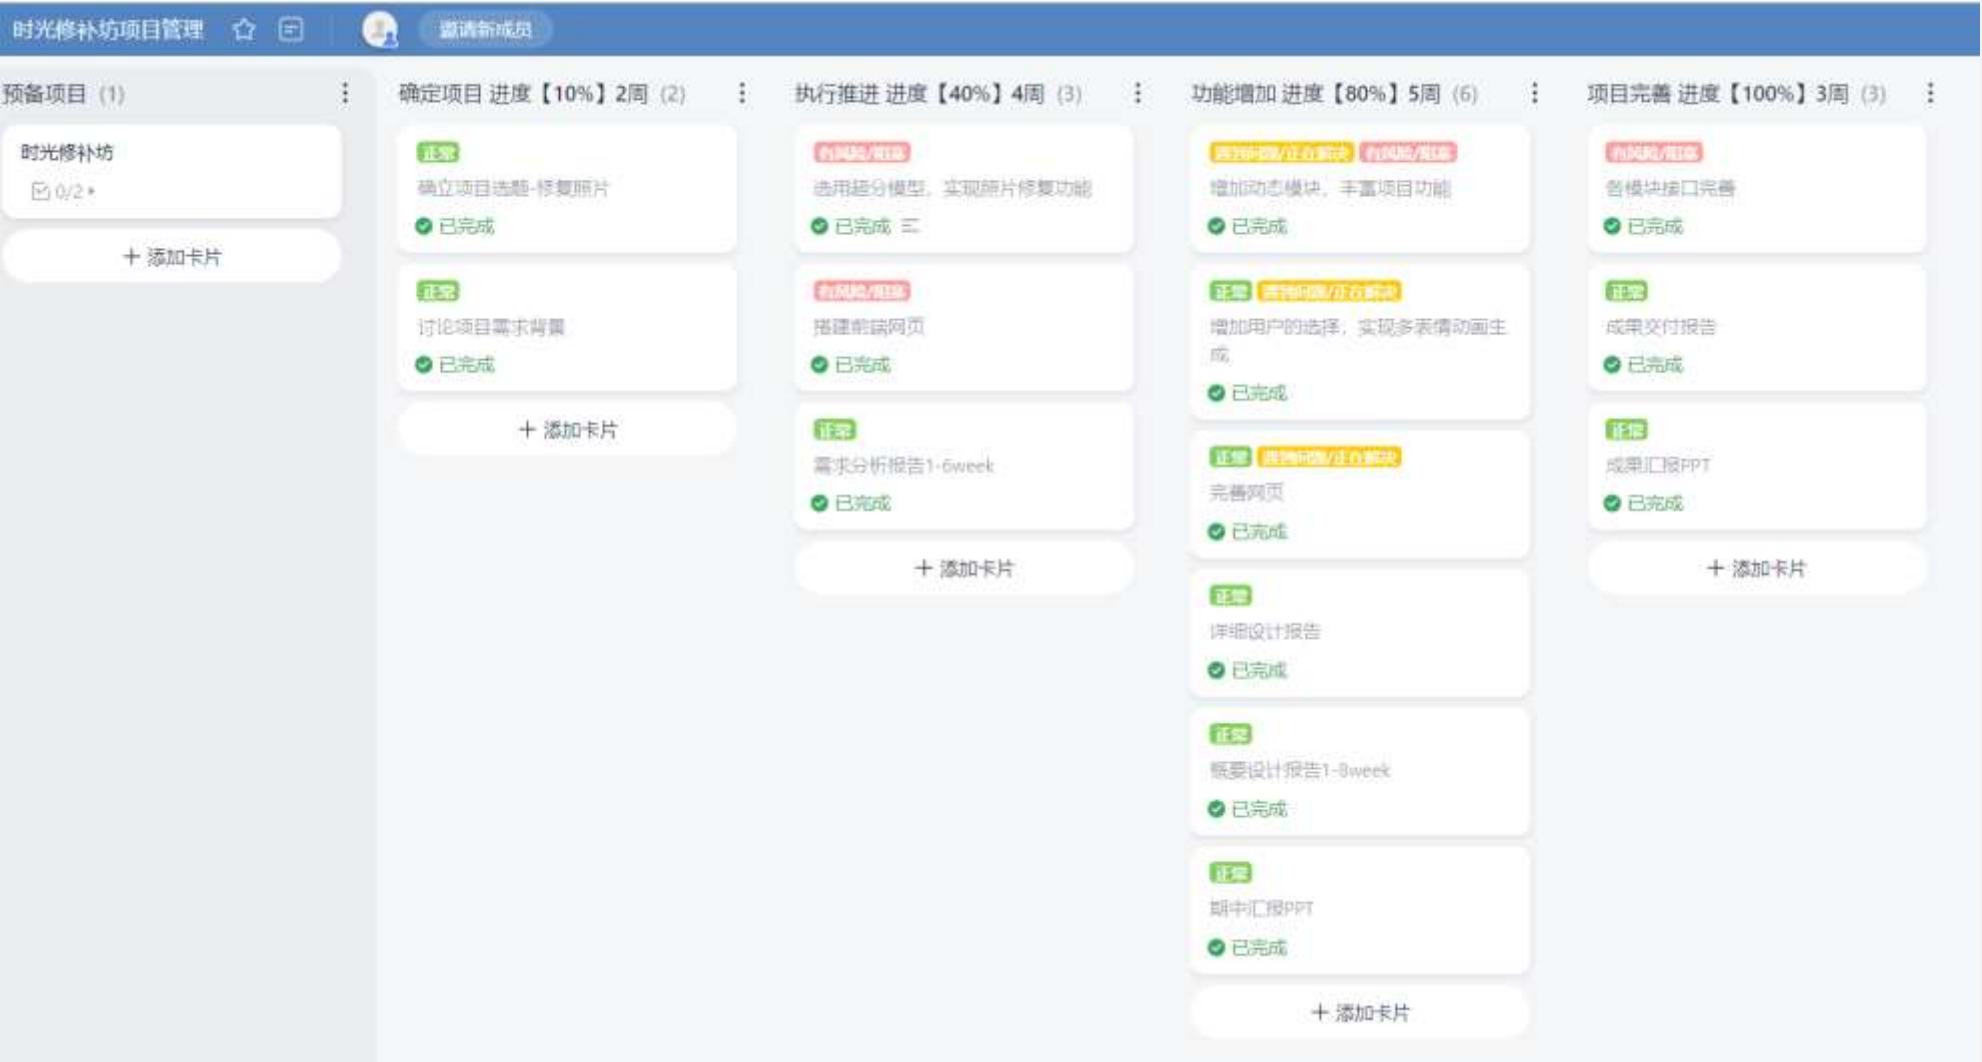 时光修补坊项目管理
邀请新成员
预备项目 (1)
时光修补坊
0/2
+ 添加卡片
确定项目 进度【10%】2周 (2)
正常
确立项目选题-修复照片
已完成
正常
讨论项目需求背景
已完成
+ 添加卡片
执行推进 进度【40%】4周 (3)
有风险/阻塞
选用超分模型，实现照片修复功能
已完成
有风险/阻塞
搭建前端网页
已完成
正常
需求分析报告1-6week
已完成
+ 添加卡片
功能增加 进度【80%】5周 (6)
遇到问题/正在解决 有风险/阻塞
增加动态模块，丰富项目功能
已完成
正常 遇到问题/正在解决
增加用户的选择，实现多表情动画生
成
已完成
正常 遇到问题/正在解决
完善网页
已完成
正常
详细设计报告
已完成
正常
概要设计报告1-8week
已完成
正常
期中汇报PPT
已完成
+ 添加卡片
项目完善 进度【100%】3周 (3)
有风险/阻塞
各模块接口完善
已完成
正常
成果交付报告
已完成
正常
成果汇报PPT
已完成
+ 添加卡片